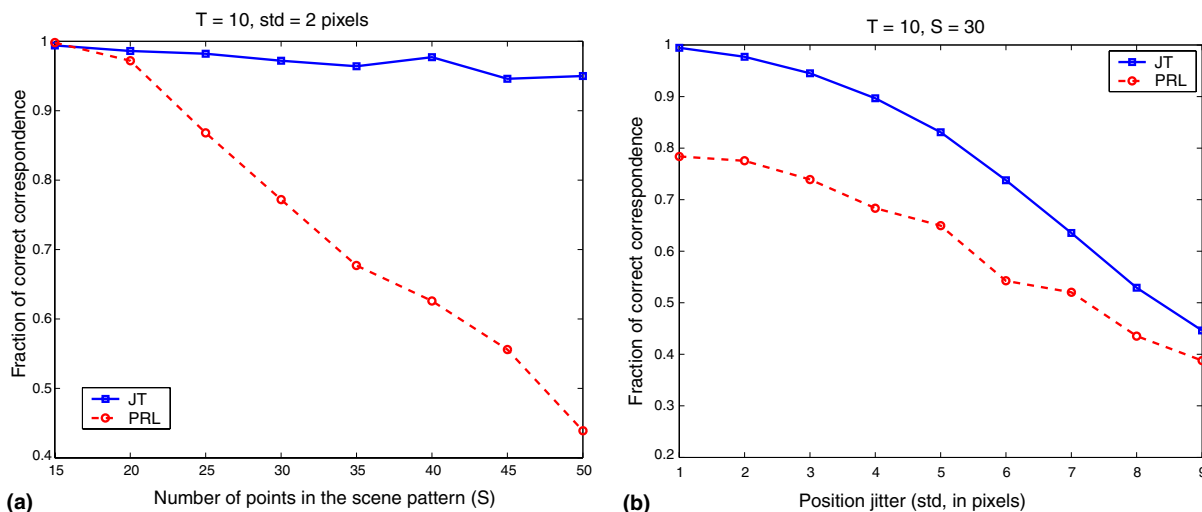 T = 10, std = 2 pixels
1
0.9
0.8
0.7
0.6
0.5
0.4
Fraction of correct correspondence
JT
PRL
15 20 25 30 35 40 45 50
Number of points in the scene pattern (S)
(a)
T = 10, S = 30
1
0.9
0.8
0.7
0.6
0.5
0.4
0.3
0.2
Fraction of correct correspondence
JT
PRL
1 2 3 4 5 6 7 8 9
Position jitter (std, in pixels)
(b)